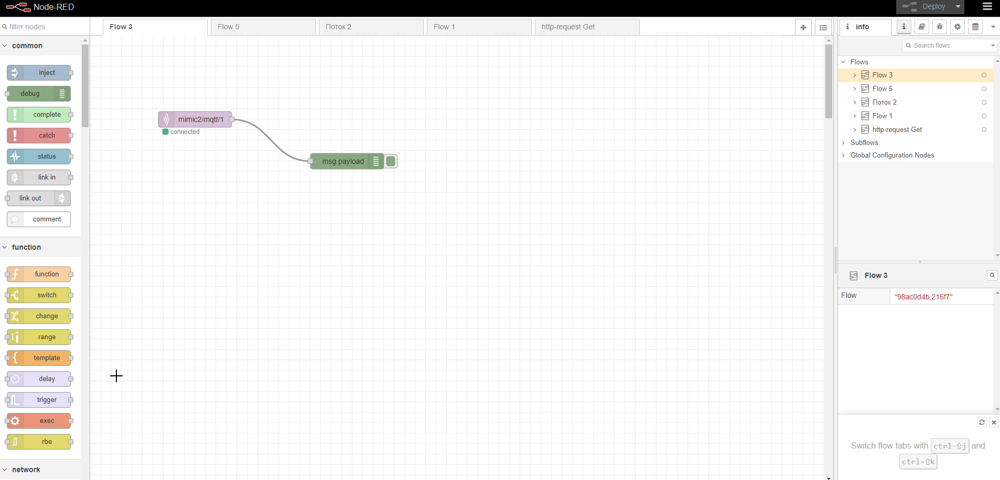 Node-RED
Deploy
filter nodes
Flow 3
Flow 5
Поток 2
Flow 1
http-request Get
info
common
inject
debug
complete
catch
status
link in
link out
comment
function
function
switch
change
range
template
delay
trigger
exec
rbe
network
mimic2/mqtt/1
connected
msg.payload
Search flows
Flows
Flow 3
Flow 5
Поток 2
Flow 1
http-request Get
Subflows
Global Configuration Nodes
Flow 3
Flow "98ac0d4b.216f7"
Switch flow tabs with ctrl-⇧j and
ctrl-⇧k